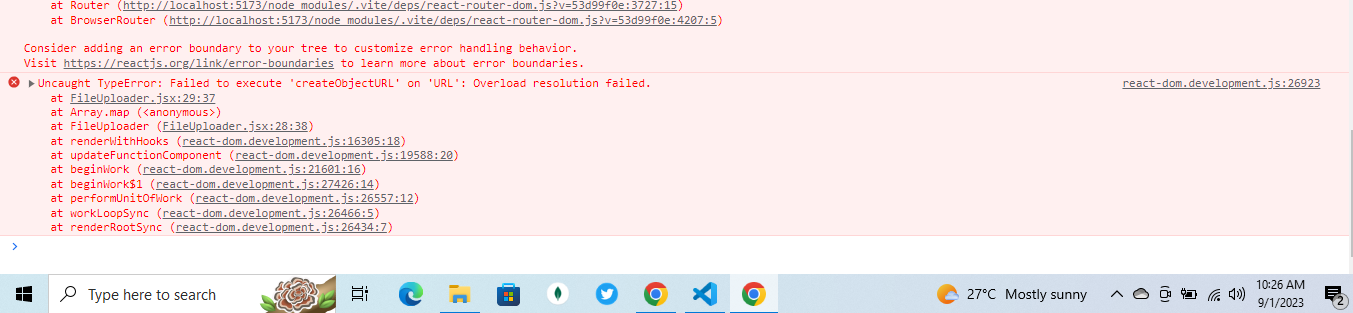 at Router (http://localhost:5173/node_modules/.vite/deps/react-router-dom.js?v=53d99f0e:3727:15)
at BrowserRouter (http://localhost:5173/node_modules/.vite/deps/react-router-dom.js?v=53d99f0e:4207:5)
Consider adding an error boundary to your tree to customize error handling behavior.
Visit https://reactjs.org/link/error-boundaries to learn more about error boundaries.
Uncaught TypeError: Failed to execute 'createObjectURL' on 'URL': Overload resolution failed. react-dom.development.js:26923
at FileUploader.jsx:29:37
at Array.map (<anonymous>)
at FileUploader (FileUploader.jsx:28:38)
at renderWithHooks (react-dom.development.js:16305:18)
at updateFunctionComponent (react-dom.development.js:19588:20)
at beginWork (react-dom.development.js:21601:16)
at beginWork$1 (react-dom.development.js:27426:14)
at performUnitOfWork (react-dom.development.js:26557:12)
at workLoopSync (react-dom.development.js:26466:5)
at renderRootSync (react-dom.development.js:26434:7)
Type here to search
27°C Mostly sunny
10:26 AM
9/1/2023
2